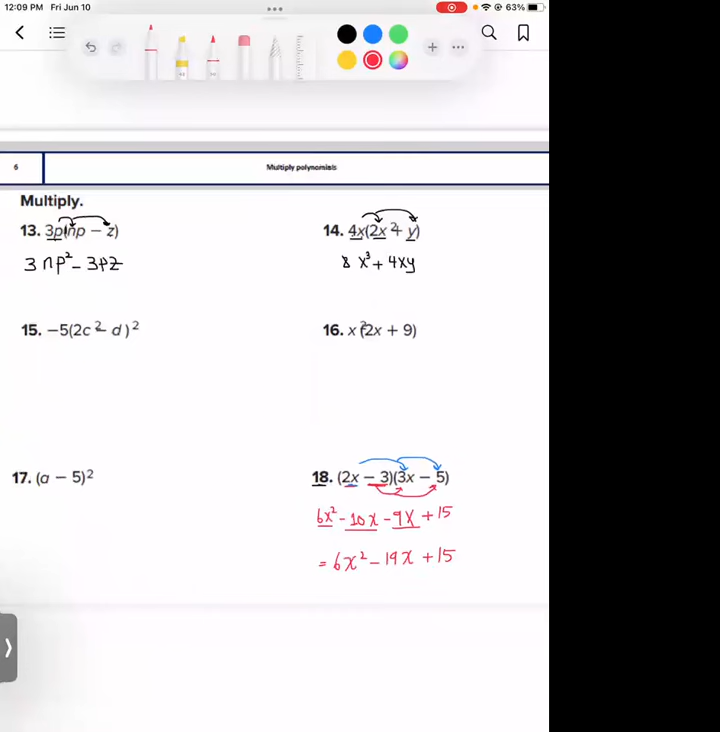 12:09 PM Fri Jun 10
63%
6
Multiply polynomials
Multiply.
13. 3p(np − z)
3np² − 3pz
14. 4x(2x² + y)
8x³ + 4xy
15. −5(2c² − d)²
16. x²(2x + 9)
17. (a − 5)²
18. (2x − 3)(3x − 5)
6x² − 10x − 9x + 15
= 6x² − 19x + 15